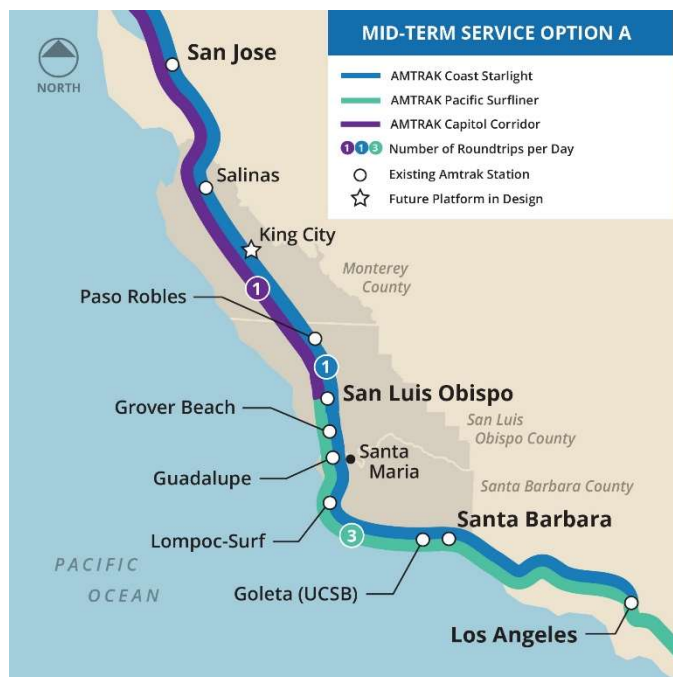 MID-TERM SERVICE OPTION A
AMTRAK Coast Starlight
AMTRAK Pacific Surfliner
AMTRAK Capitol Corridor
1 1 3 Number of Roundtrips per Day
Existing Amtrak Station
Future Platform in Design
NORTH
San Jose
Salinas
King City
Monterey
County
1
Paso Robles
1
San Luis Obispo
Grover Beach
San Luis
Obispo County
Santa
Maria
Guadalupe
Santa Barbara County
Lompoc-Surf
3
Santa Barbara
PACIFIC
OCEAN
Goleta (UCSB)
Los Angeles